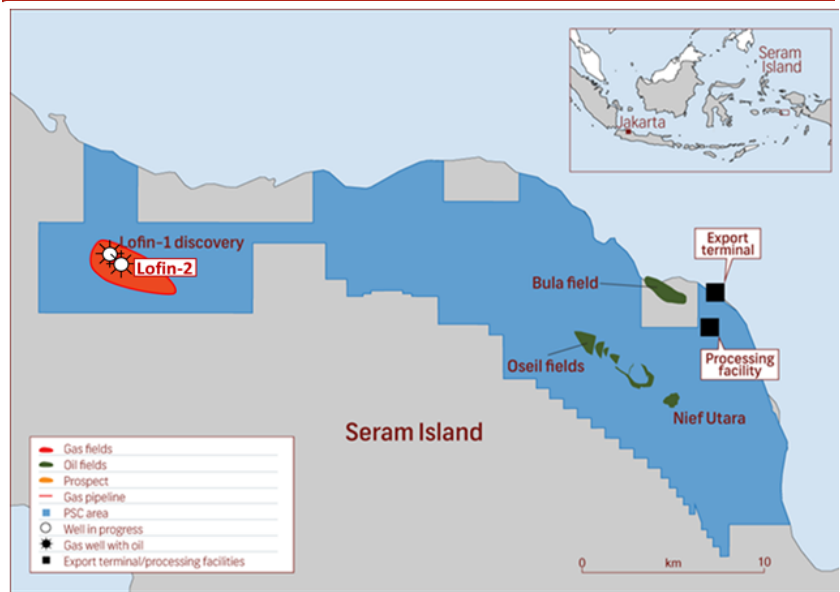 Seram
Island
Jakarta
Lofin-1 discovery
Lofin-2
Export
terminal
Bula field
Processing
facility
Oseil fields
Nief Utara
Seram Island
Gas fields
Oil fields
Prospect
Gas pipeline
PSC area
Well in progress
Gas well with oil
Export terminal/processing facilities
0 km 10